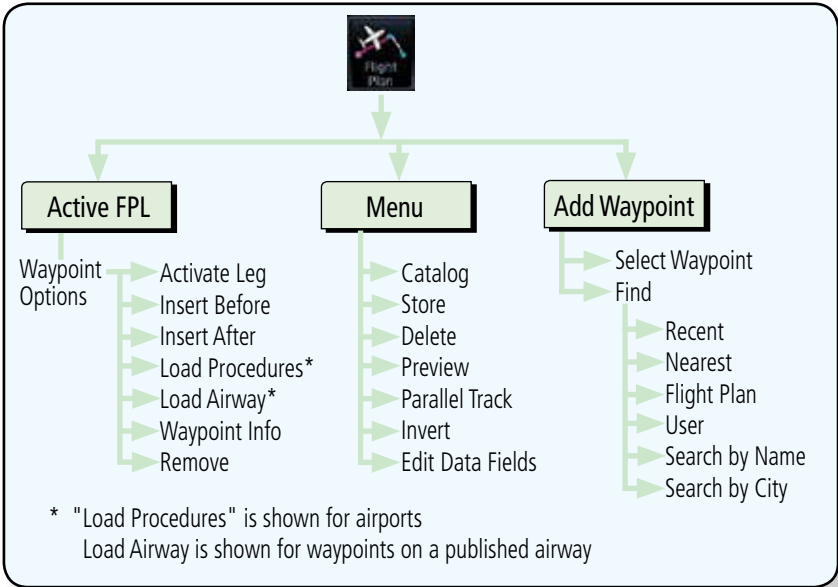 Flight
Plan
Active FPL
Waypoint
Options
Activate Leg
Insert Before
Insert After
Load Procedures*
Load Airway*
Waypoint Info
Remove
Menu
Catalog
Store
Delete
Preview
Parallel Track
Invert
Edit Data Fields
Add Waypoint
Select Waypoint
Find
Recent
Nearest
Flight Plan
User
Search by Name
Search by City
* "Load Procedures" is shown for airports
Load Airway is shown for waypoints on a published airway